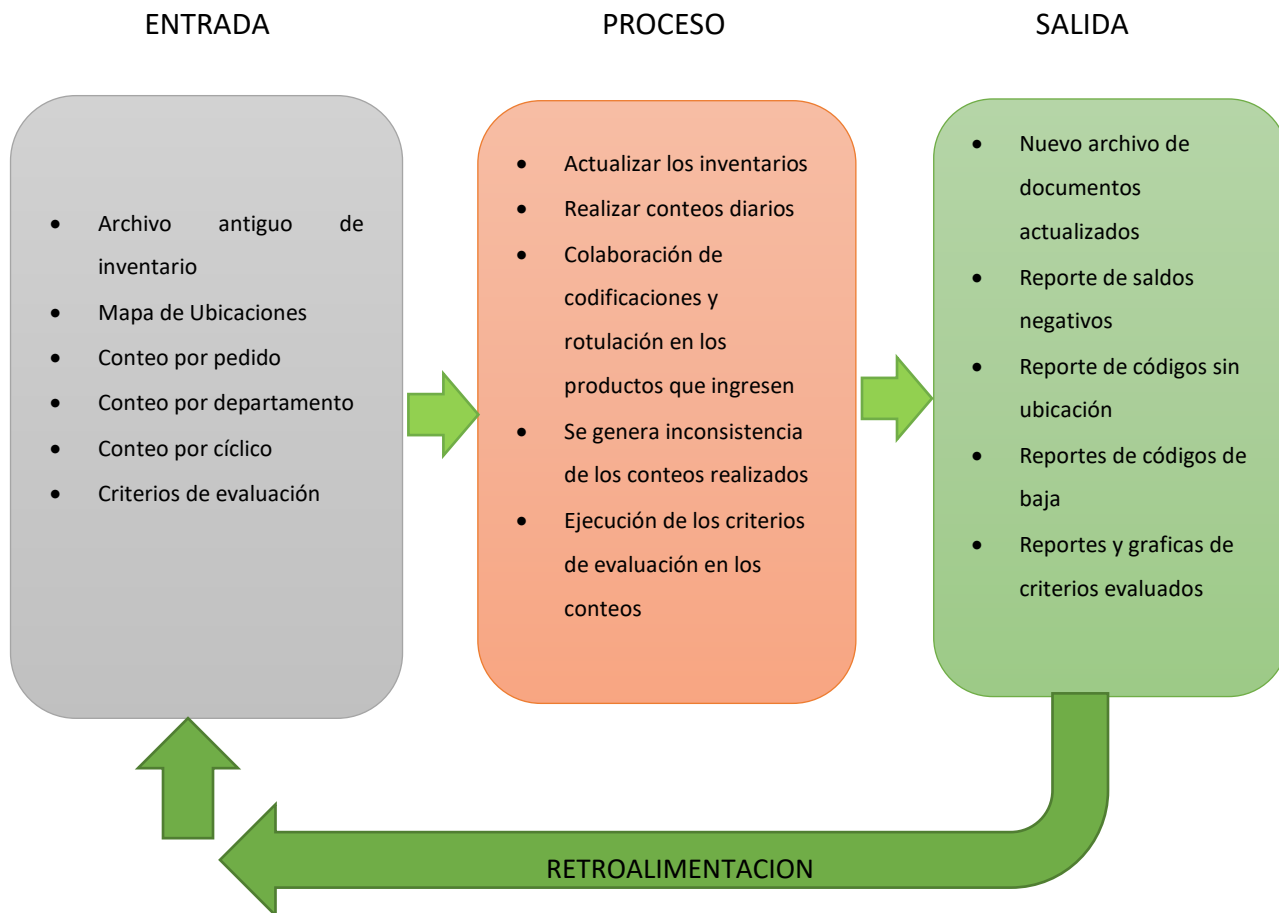 ENTRADA
PROCESO
SALIDA
• Archivo antiguo de
inventario
• Mapa de Ubicaciones
• Conteo por pedido
• Conteo por departamento
• Conteo por cíclico
• Criterios de evaluación
• Actualizar los inventarios
• Realizar conteos diarios
• Colaboración de
codificaciones y
rotulación en los
productos que ingresen
• Se genera inconsistencia
de los conteos realizados
• Ejecución de los criterios
de evaluación en los
conteos
• Nuevo archivo de
documentos
actualizados
• Reporte de saldos
negativos
• Reporte de códigos sin
ubicación
• Reportes de códigos de
baja
• Reportes y graficas de
criterios evaluados
RETROALIMENTACION